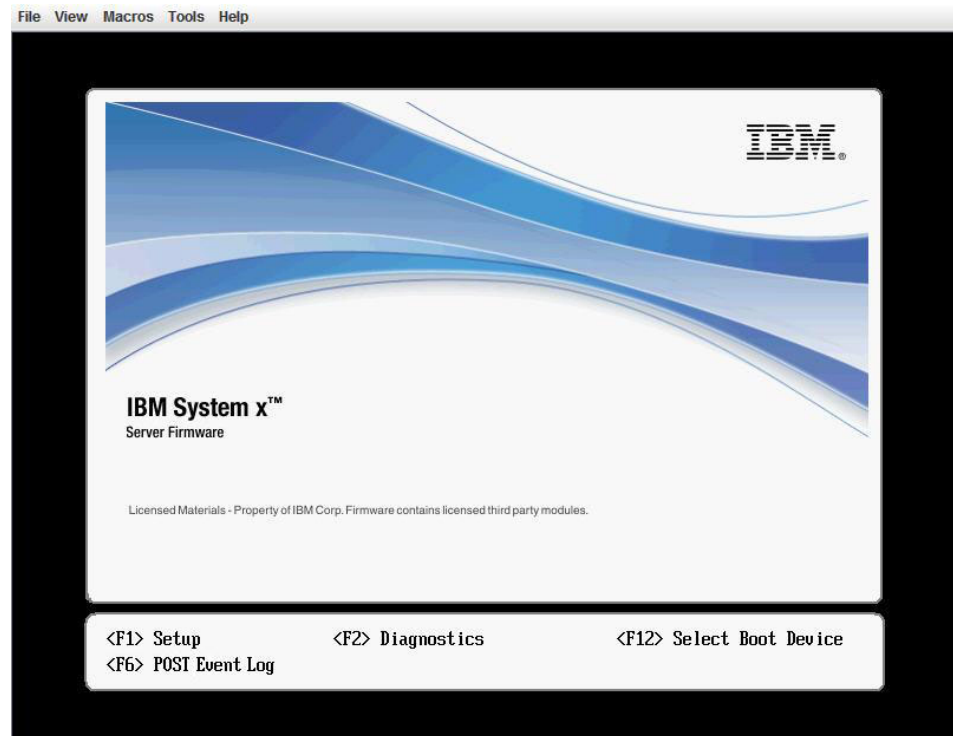 File View Macros Tools Help
IBM®
IBM System x™
Server Firmware
Licensed Materials - Property of IBM Corp. Firmware contains licensed third party modules.
<F1> Setup <F2> Diagnostics <F12> Select Boot Device
<F6> POST Event Log